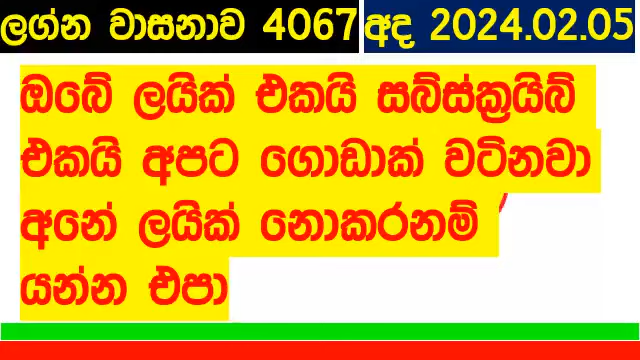 ලග්න වාසනාව 4067 අද 2024.02.05
ඔබේ ලයික් එකයි සබ්ස්ක්‍රයිබ්
එකයි අපට ගොඩාක් වටිනවා
අනේ ලයික් නොකරනම්
යන්න එපා